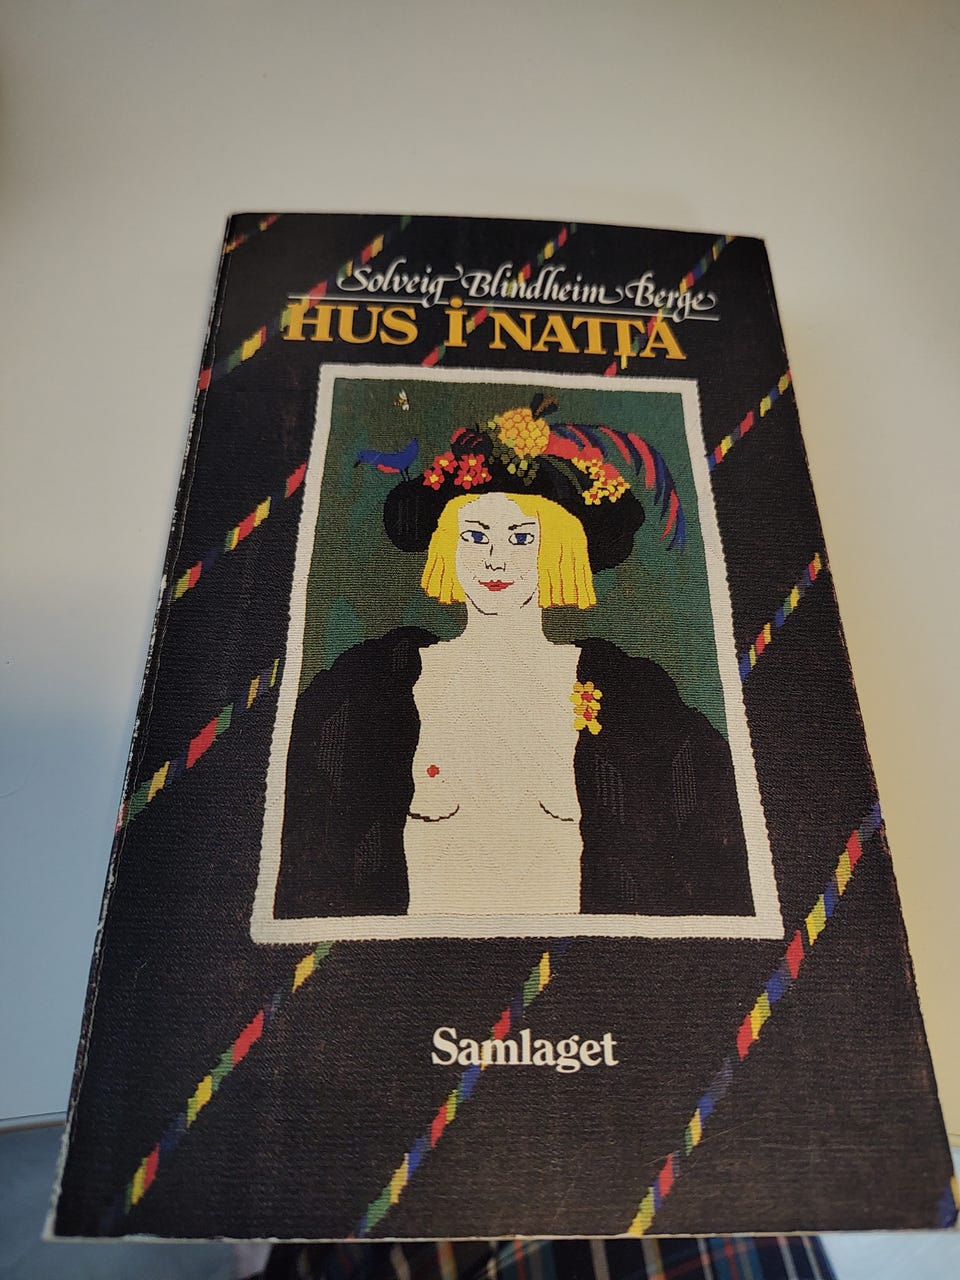 Solveig Blindheim Berge
HUS I NATTA
Samlaget